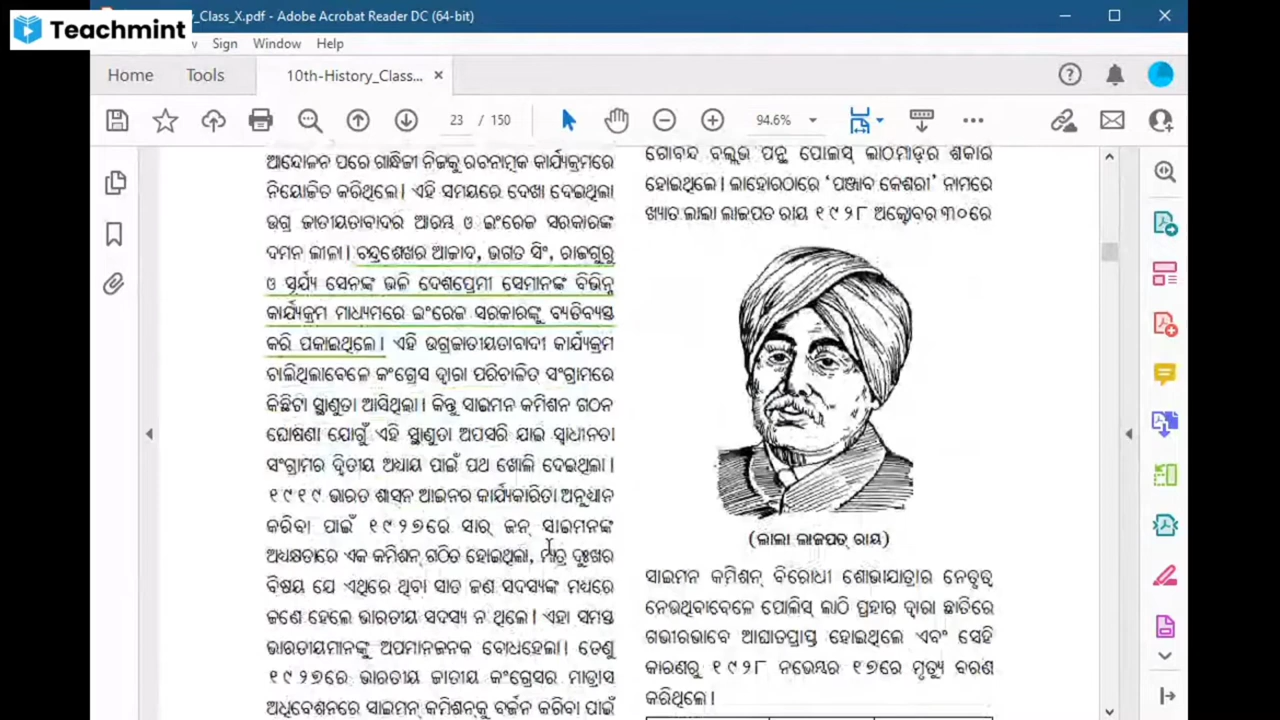 Teachmint
_Class_X.pdf - Adobe Acrobat Reader DC (64-bit)
Sign Window Help
Home Tools 10th-History_Class...
23 / 150 94.6%
ଆନ୍ଦୋଳନ ପରେ ଗାନ୍ଧିଜୀ ନିଜକୁ ରଚନାତ୍ମକ କାର୍ଯ୍ୟକ୍ରମରେ
ନିୟୋଜିତ କରିଥିଲେ। ଏହି ସମୟରେ ଦେଖା ଦେଇଥିଲା
ଉଗ୍ର ଜାତୀୟତାବାଦର ଆରମ୍ଭ ଓ ଇଂରେଜ ସରକାରଙ୍କ
ଦମନ ଲୀଳା। ଚନ୍ଦ୍ରଶେଖର ଆଜାଦ, ଭଗତ ସିଂ, ରାଜଗୁରୁ
ଓ ସୂର୍ଯ୍ୟ ସେନଙ୍କ ଭଳି ଦେଶପ୍ରେମୀ ସେମାନଙ୍କ ବିଭିନ୍ନ
କାର୍ଯ୍ୟକ୍ରମ ମାଧ୍ୟମରେ ଇଂରେଜ ସରକାରଙ୍କୁ ବ୍ୟତିବ୍ୟସ୍ତ
କରି ପକାଇଥିଲେ। ଏହି ଉଗ୍ରଜାତୀୟତାବାଦୀ କାର୍ଯ୍ୟକ୍ରମ
ଚାଲିଥିଲାବେଳେ କଂଗ୍ରେସ ଦ୍ୱାରା ପରିଚାଳିତ ସଂଗ୍ରାମରେ
କିଛିଟା ସ୍ଥାଣୁତା ଆସିଥିଲା। କିନ୍ତୁ ସାଇମନ କମିଶନ ଗଠନ
ଘୋଷଣା ଯୋଗୁଁ ଏହି ସ୍ଥାଣୁତା ଅପସରି ଯାଇ ସ୍ୱାଧୀନତା
ସଂଗ୍ରାମର ଦ୍ୱିତୀୟ ଅଧ୍ୟାୟ ପାଇଁ ପଥ ଖୋଲି ଦେଇଥିଲା।
୧୯୧୯ ଭାରତ ଶାସନ ଆଇନର କାର୍ଯ୍ୟକାରିତା ଅନୁଧ୍ୟାନ
କରିବା ପାଇଁ ୧୯୨୭ରେ ସାର୍ ଜନ୍ ସାଇମନଙ୍କ
ଅଧ୍ୟକ୍ଷତାରେ ଏକ କମିଶନ୍ ଗଠିତ ହୋଇଥିଲା, ମାତ୍ର ଦୁଃଖର
ବିଷୟ ଯେ ଏଥିରେ ଥିବା ସାତ ଜଣ ସଦସ୍ୟଙ୍କ ମଧ୍ୟରେ
ଜଣେ ହେଲେ ଭାରତୀୟ ସଦସ୍ୟ ନ ଥିଲେ। ଏହା ସମସ୍ତ
ଭାରତୀୟମାନଙ୍କୁ ଅପମାନଜନକ ବୋଧହେଲା। ତେଣୁ
୧୯୨୭ରେ ଭାରତୀୟ ଜାତୀୟ କଂଗ୍ରେସର ମାଡ୍ରାସ
ଅଧିବେଶନରେ ସାଇମନ୍ କମିଶନ୍‌କୁ ବର୍ଜନ କରିବା ପାଇଁ
ଗୋବିନ୍ଦ ବଲ୍ଲଭ ପନ୍ଥ ପୋଲିସ୍ ଲାଠିମାଡ଼ର ଶିକାର
ହୋଇଥିଲେ। ଲାହୋରଠାରେ ‘ପଞ୍ଜାବ କେଶରୀ’ ନାମରେ
ଖ୍ୟାତ ଲାଲା ଲାଜପତ ରାୟ ୧୯୨୮ ଅକ୍ଟୋବର ୩୦ରେ
(ଲାଲା ଲାଜପତ୍ ରାୟ)
ସାଇମନ କମିଶନ୍ ବିରୋଧୀ ଶୋଭାଯାତ୍ରାର ନେତୃତ୍ୱ
ନେଉଥିବାବେଳେ ପୋଲିସ୍ ଲାଠି ପ୍ରହାର ଦ୍ୱାରା ଛାତିରେ
ଗଭୀରଭାବେ ଆଘାତପ୍ରାପ୍ତ ହୋଇଥିଲେ ଏବଂ ସେହି
କାରଣରୁ ୧୯୨୮ ନଭେମ୍ବର ୧୭ରେ ମୃତ୍ୟୁ ବରଣ
କରିଥିଲେ।